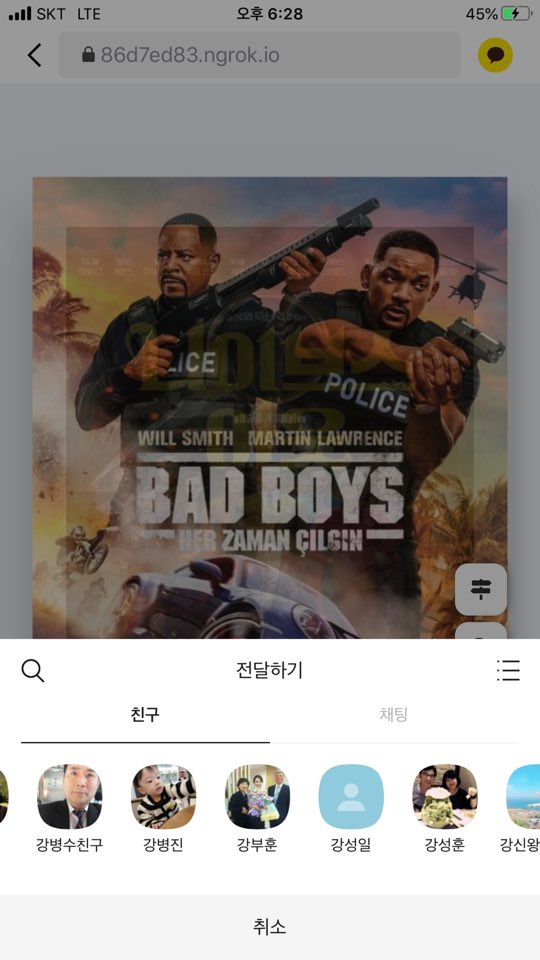 SKT LTE 오후 6:28 45%
86d7ed83.ngrok.io
LICE
POLICE
WILL SMITH MARTIN LAWRENCE
BAD BOYS
HER ZAMAN ÇILGIN
전달하기
친구 채팅
강병수친구 강병진 강부훈 강성일 강성훈 강신왕
취소